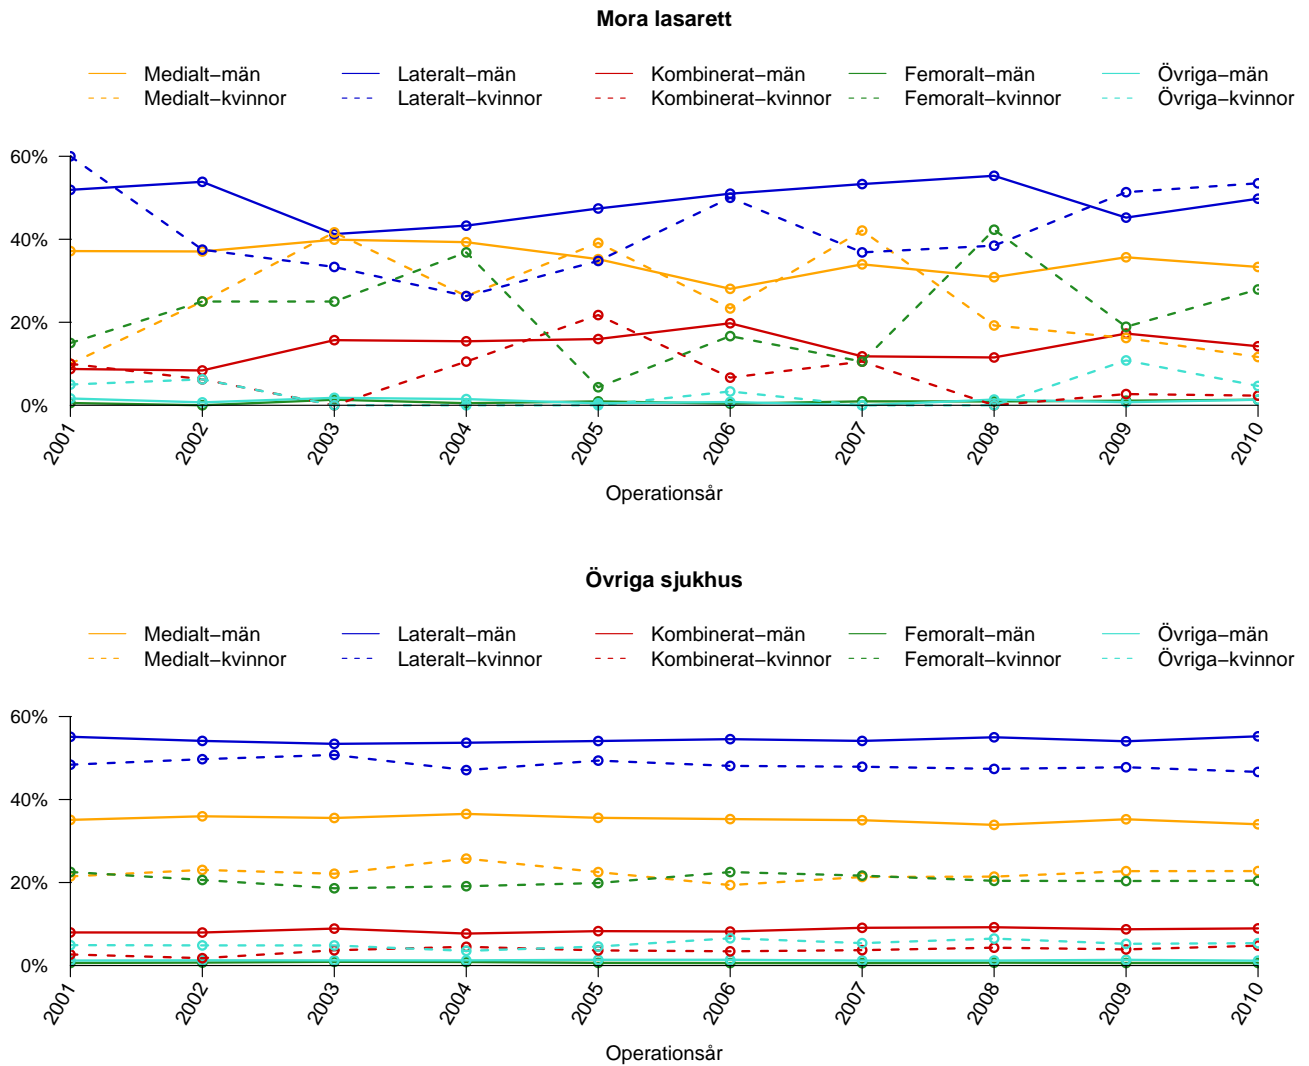 Mora lasarett
Medialt−män Lateralt−män Kombinerat−män Femoralt−män Övriga−män
Medialt−kvinnor Lateralt−kvinnor Kombinerat−kvinnor Femoralt−kvinnor Övriga−kvinnor
60%
40%
20%
0%
2001 2002 2003 2004 2005 2006 2007 2008 2009 2010
Operationsår
Övriga sjukhus
Medialt−män Lateralt−män Kombinerat−män Femoralt−män Övriga−män
Medialt−kvinnor Lateralt−kvinnor Kombinerat−kvinnor Femoralt−kvinnor Övriga−kvinnor
60%
40%
20%
0%
2001 2002 2003 2004 2005 2006 2007 2008 2009 2010
Operationsår